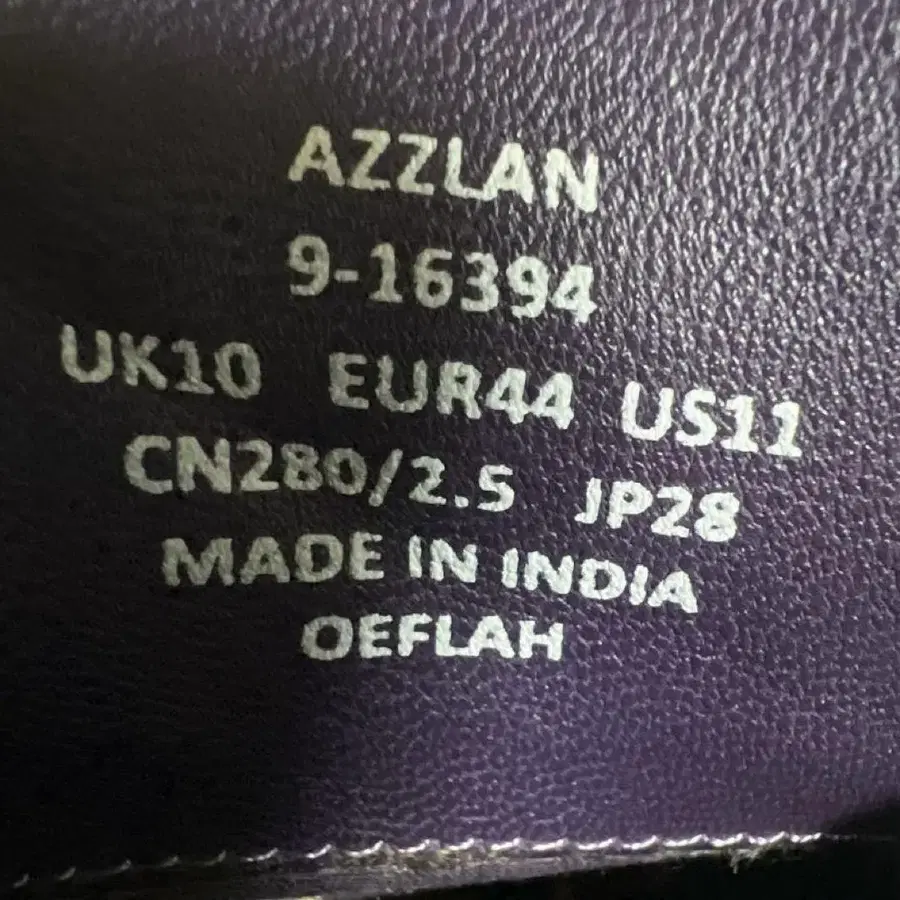 AZZLAN
9-16394
UK10 EUR44 US11
CN280/2.5 JP28
MADE IN INDIA
OEFLAH